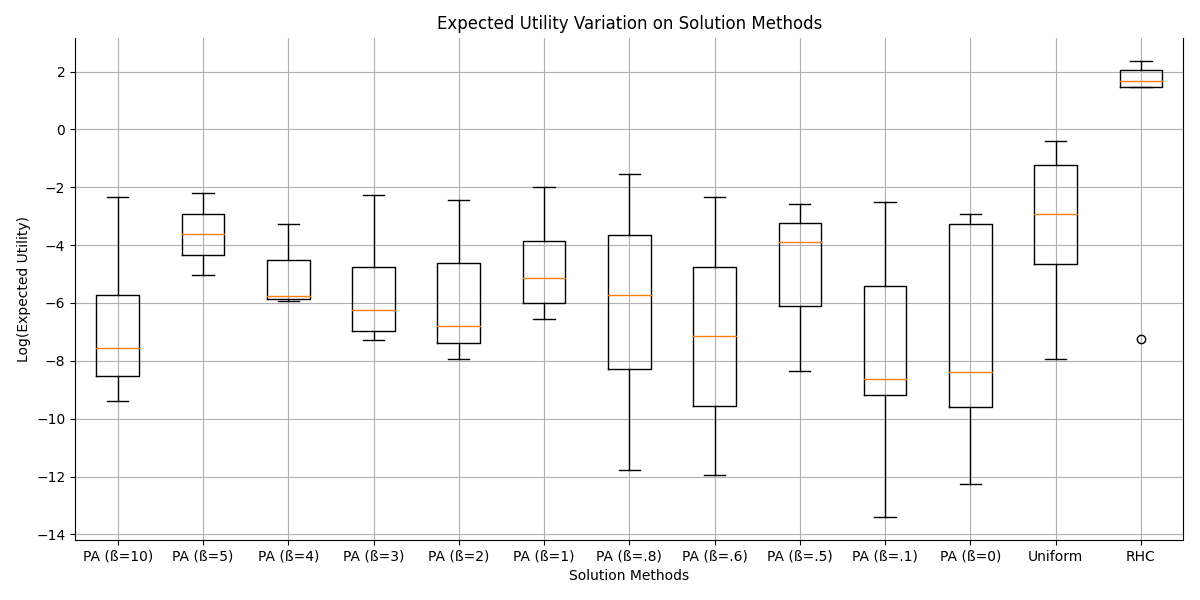 Expected Utility Variation on Solution Methods
Log(Expected Utility)
2
0
−2
−4
−6
−8
−10
−12
−14
PA (ß=10) PA (ß=5) PA (ß=4) PA (ß=3) PA (ß=2) PA (ß=1) PA (ß=.8) PA (ß=.6) PA (ß=.5) PA (ß=.1) PA (ß=0) Uniform RHC
Solution Methods